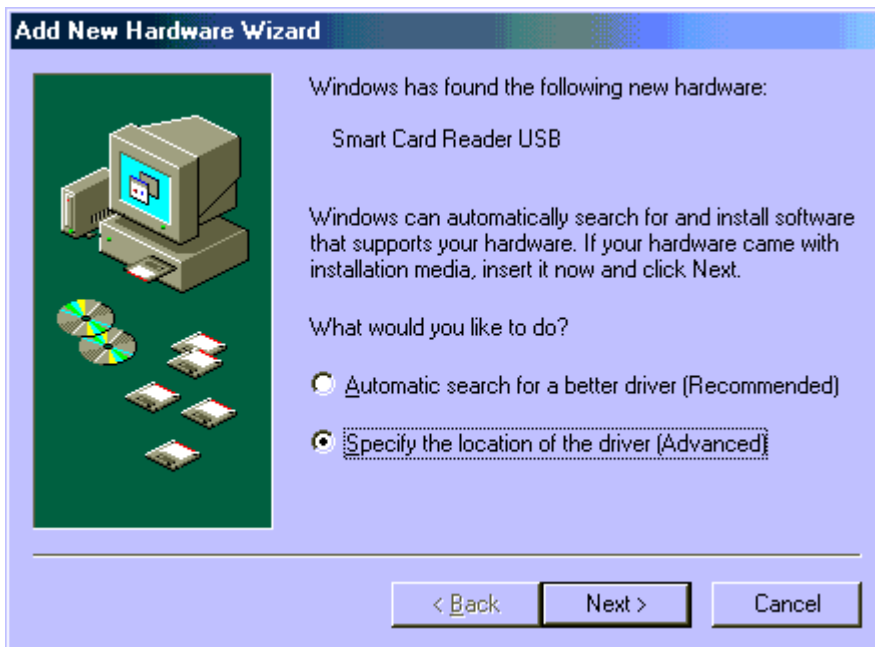 Add New Hardware Wizard
Windows has found the following new hardware:
Smart Card Reader USB
Windows can automatically search for and install software
that supports your hardware. If your hardware came with
installation media, insert it now and click Next.
What would you like to do?
Automatic search for a better driver (Recommended)
Specify the location of the driver (Advanced)
< Back Next > Cancel